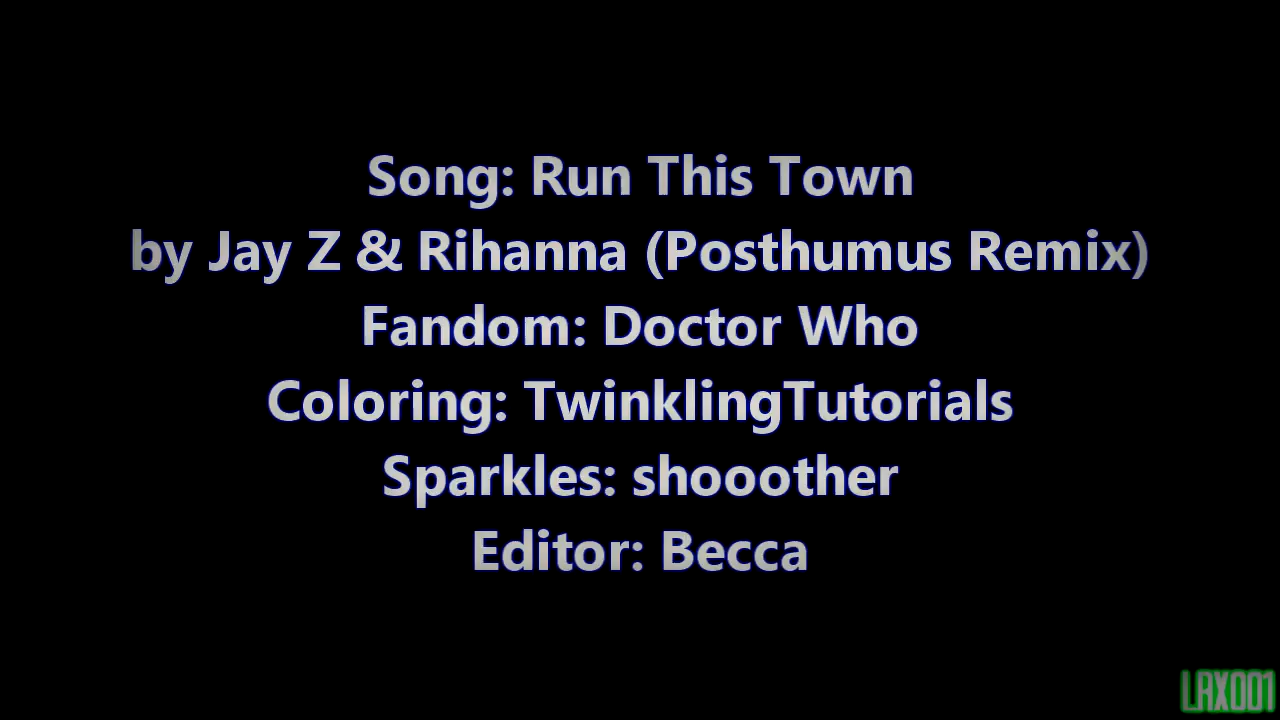 Song: Run This Town
by Jay Z & Rihanna (Posthumus Remix)
Fandom: Doctor Who
Coloring: TwinklingTutorials
Sparkles: shooother
Editor: Becca
LAX001